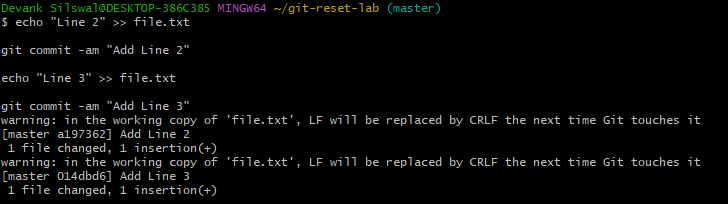 Devank Silswal@DESKTOP-386C385 MINGW64 ~/git-reset-lab (master)
$ echo "Line 2" >> file.txt
git commit -am "Add Line 2"
echo "Line 3" >> file.txt
git commit -am "Add Line 3"
warning: in the working copy of 'file.txt', LF will be replaced by CRLF the next time Git touches it
[master a197362] Add Line 2
 1 file changed, 1 insertion(+)
warning: in the working copy of 'file.txt', LF will be replaced by CRLF the next time Git touches it
[master 014dbd6] Add Line 3
 1 file changed, 1 insertion(+)